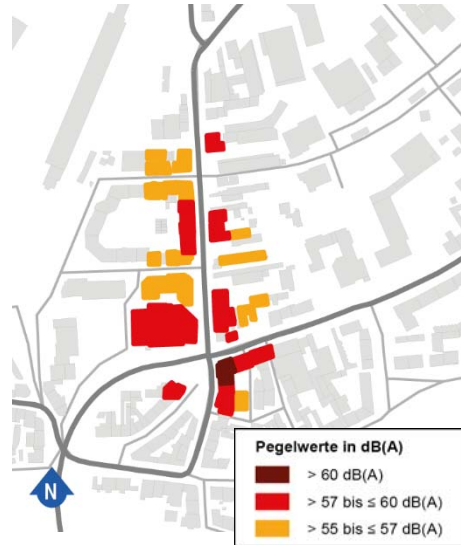 N
Pegelwerte in dB(A)
> 60 dB(A)
> 57 bis ≤ 60 dB(A)
> 55 bis ≤ 57 dB(A)